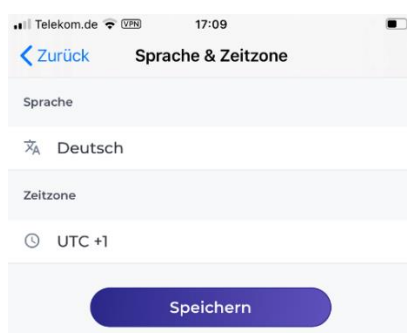 Telekom.de VPN 17:09
Zurück Sprache & Zeitzone
Sprache
Deutsch
Zeitzone
UTC +1
Speichern